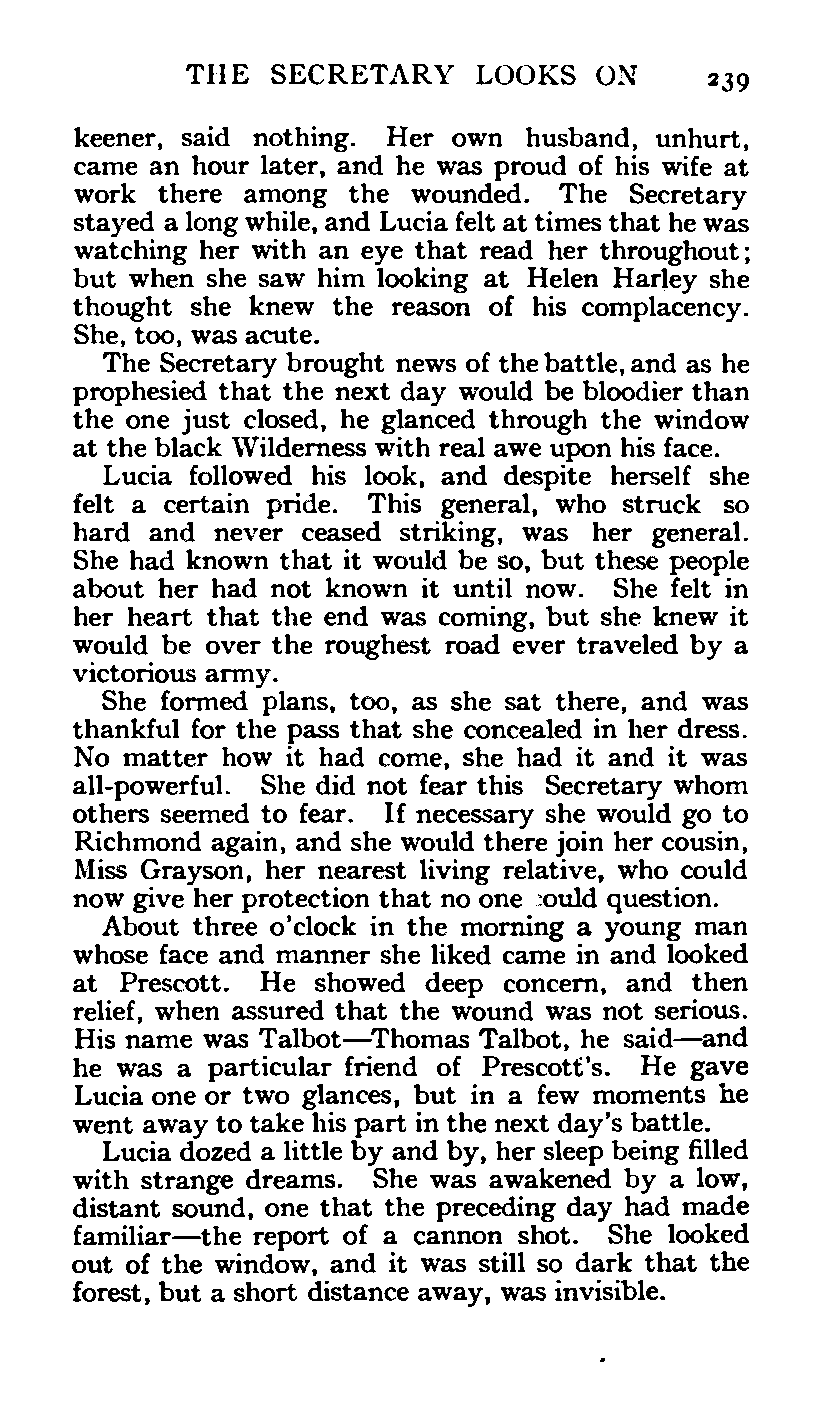 THE SECRETARY LOOKS ON 239
keener, said nothing. Her own husband, unhurt,
came an hour later, and he was proud of his wife at
work there among the wounded. The Secretary
stayed a long while, and Lucia felt at times that he was
watching her with an eye that read her throughout;
but when she saw him looking at Helen Harley she
thought she knew the reason of his complacency.
She, too, was acute.
The Secretary brought news of the battle, and as he
prophesied that the next day would be bloodier than
the one just closed, he glanced through the window
at the black Wilderness with real awe upon his face.
Lucia followed his look, and despite herself she
felt a certain pride. This general, who struck so
hard and never ceased striking, was her general.
She had known that it would be so, but these people
about her had not known it until now. She felt in
her heart that the end was coming, but she knew it
would be over the roughest road ever traveled by a
victorious army.
She formed plans, too, as she sat there, and was
thankful for the pass that she concealed in her dress.
No matter how it had come, she had it and it was
all-powerful. She did not fear this Secretary whom
others seemed to fear. If necessary she would go to
Richmond again, and she would there join her cousin,
Miss Grayson, her nearest living relative, who could
now give her protection that no one could question.
About three o'clock in the morning a young man
whose face and manner she liked came in and looked
at Prescott. He showed deep concern, and then
relief, when assured that the wound was not serious.
His name was Talbot—Thomas Talbot, he said—and
he was a particular friend of Prescott's. He gave
Lucia one or two glances, but in a few moments he
went away to take his part in the next day's battle.
Lucia dozed a little by and by, her sleep being filled
with strange dreams. She was awakened by a low,
distant sound, one that the preceding day had made
familiar—the report of a cannon shot. She looked
out of the window, and it was still so dark that the
forest, but a short distance away, was invisible.